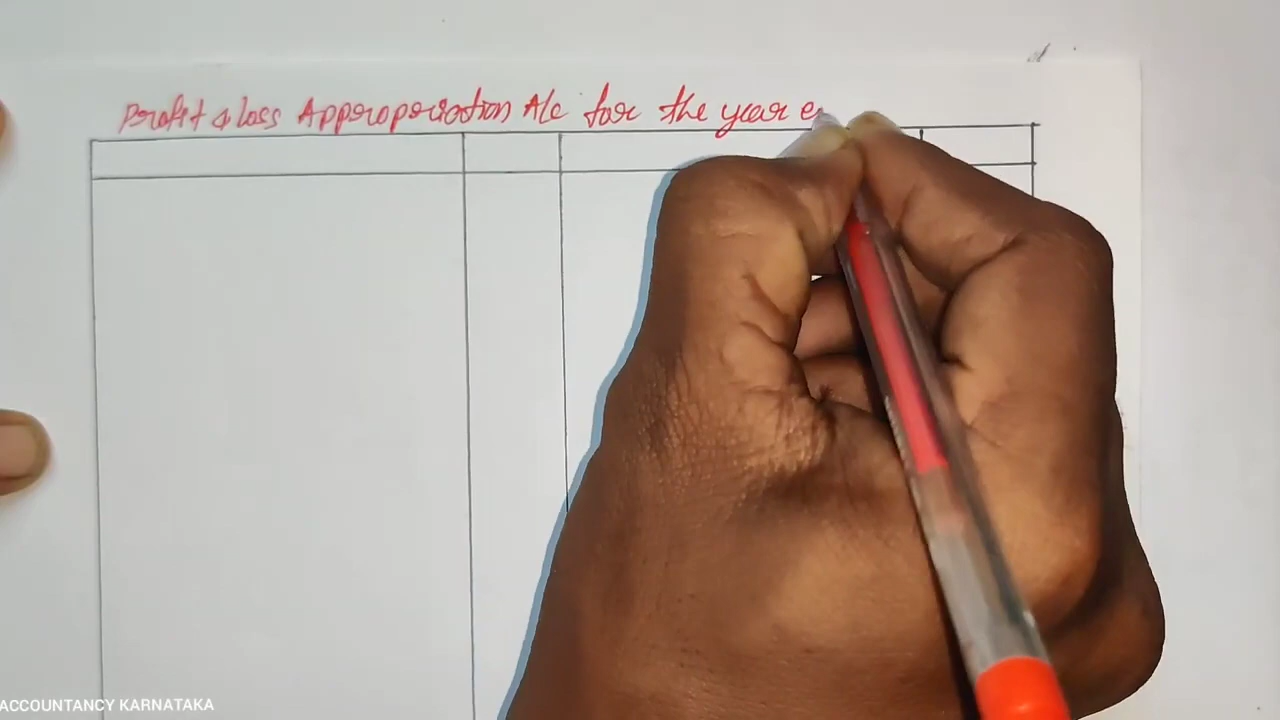 Profit & loss Appropriation A/c for the year e
ACCOUNTANCY KARNATAKA